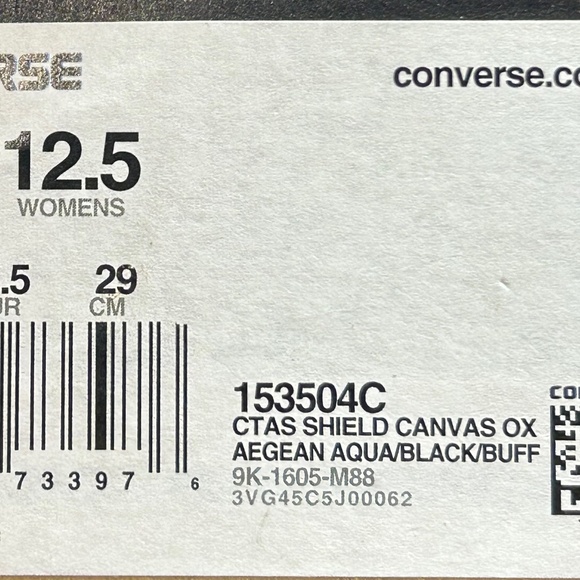 RSE
converse.co
12.5
WOMENS
.5 29
UR CM
153504C
CTAS SHIELD CANVAS OX
AEGEAN AQUA/BLACK/BUFF
9K-1605-M88
3VG45C5J00062
73397 6
CO